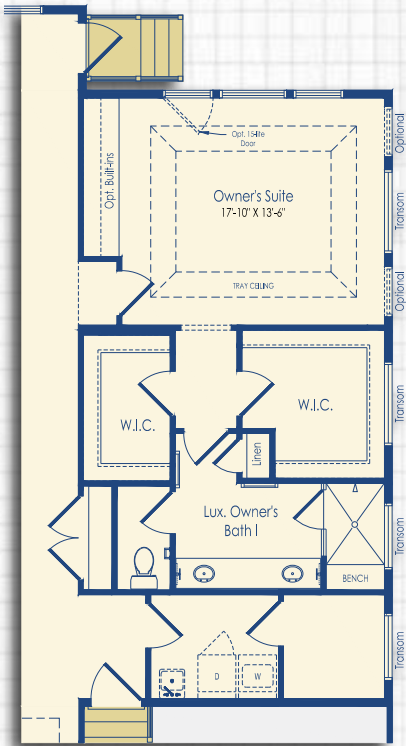 Optional
Opt. 15-lite
Door
Opt. Built-ins
Owner's Suite
17'-10" X 13'-6"
Transom
TRAY CEILING
Optional
W.I.C.
W.I.C.
Transom
Linen
Lux. Owner's
Bath I
Transom
BENCH
Transom
D
W